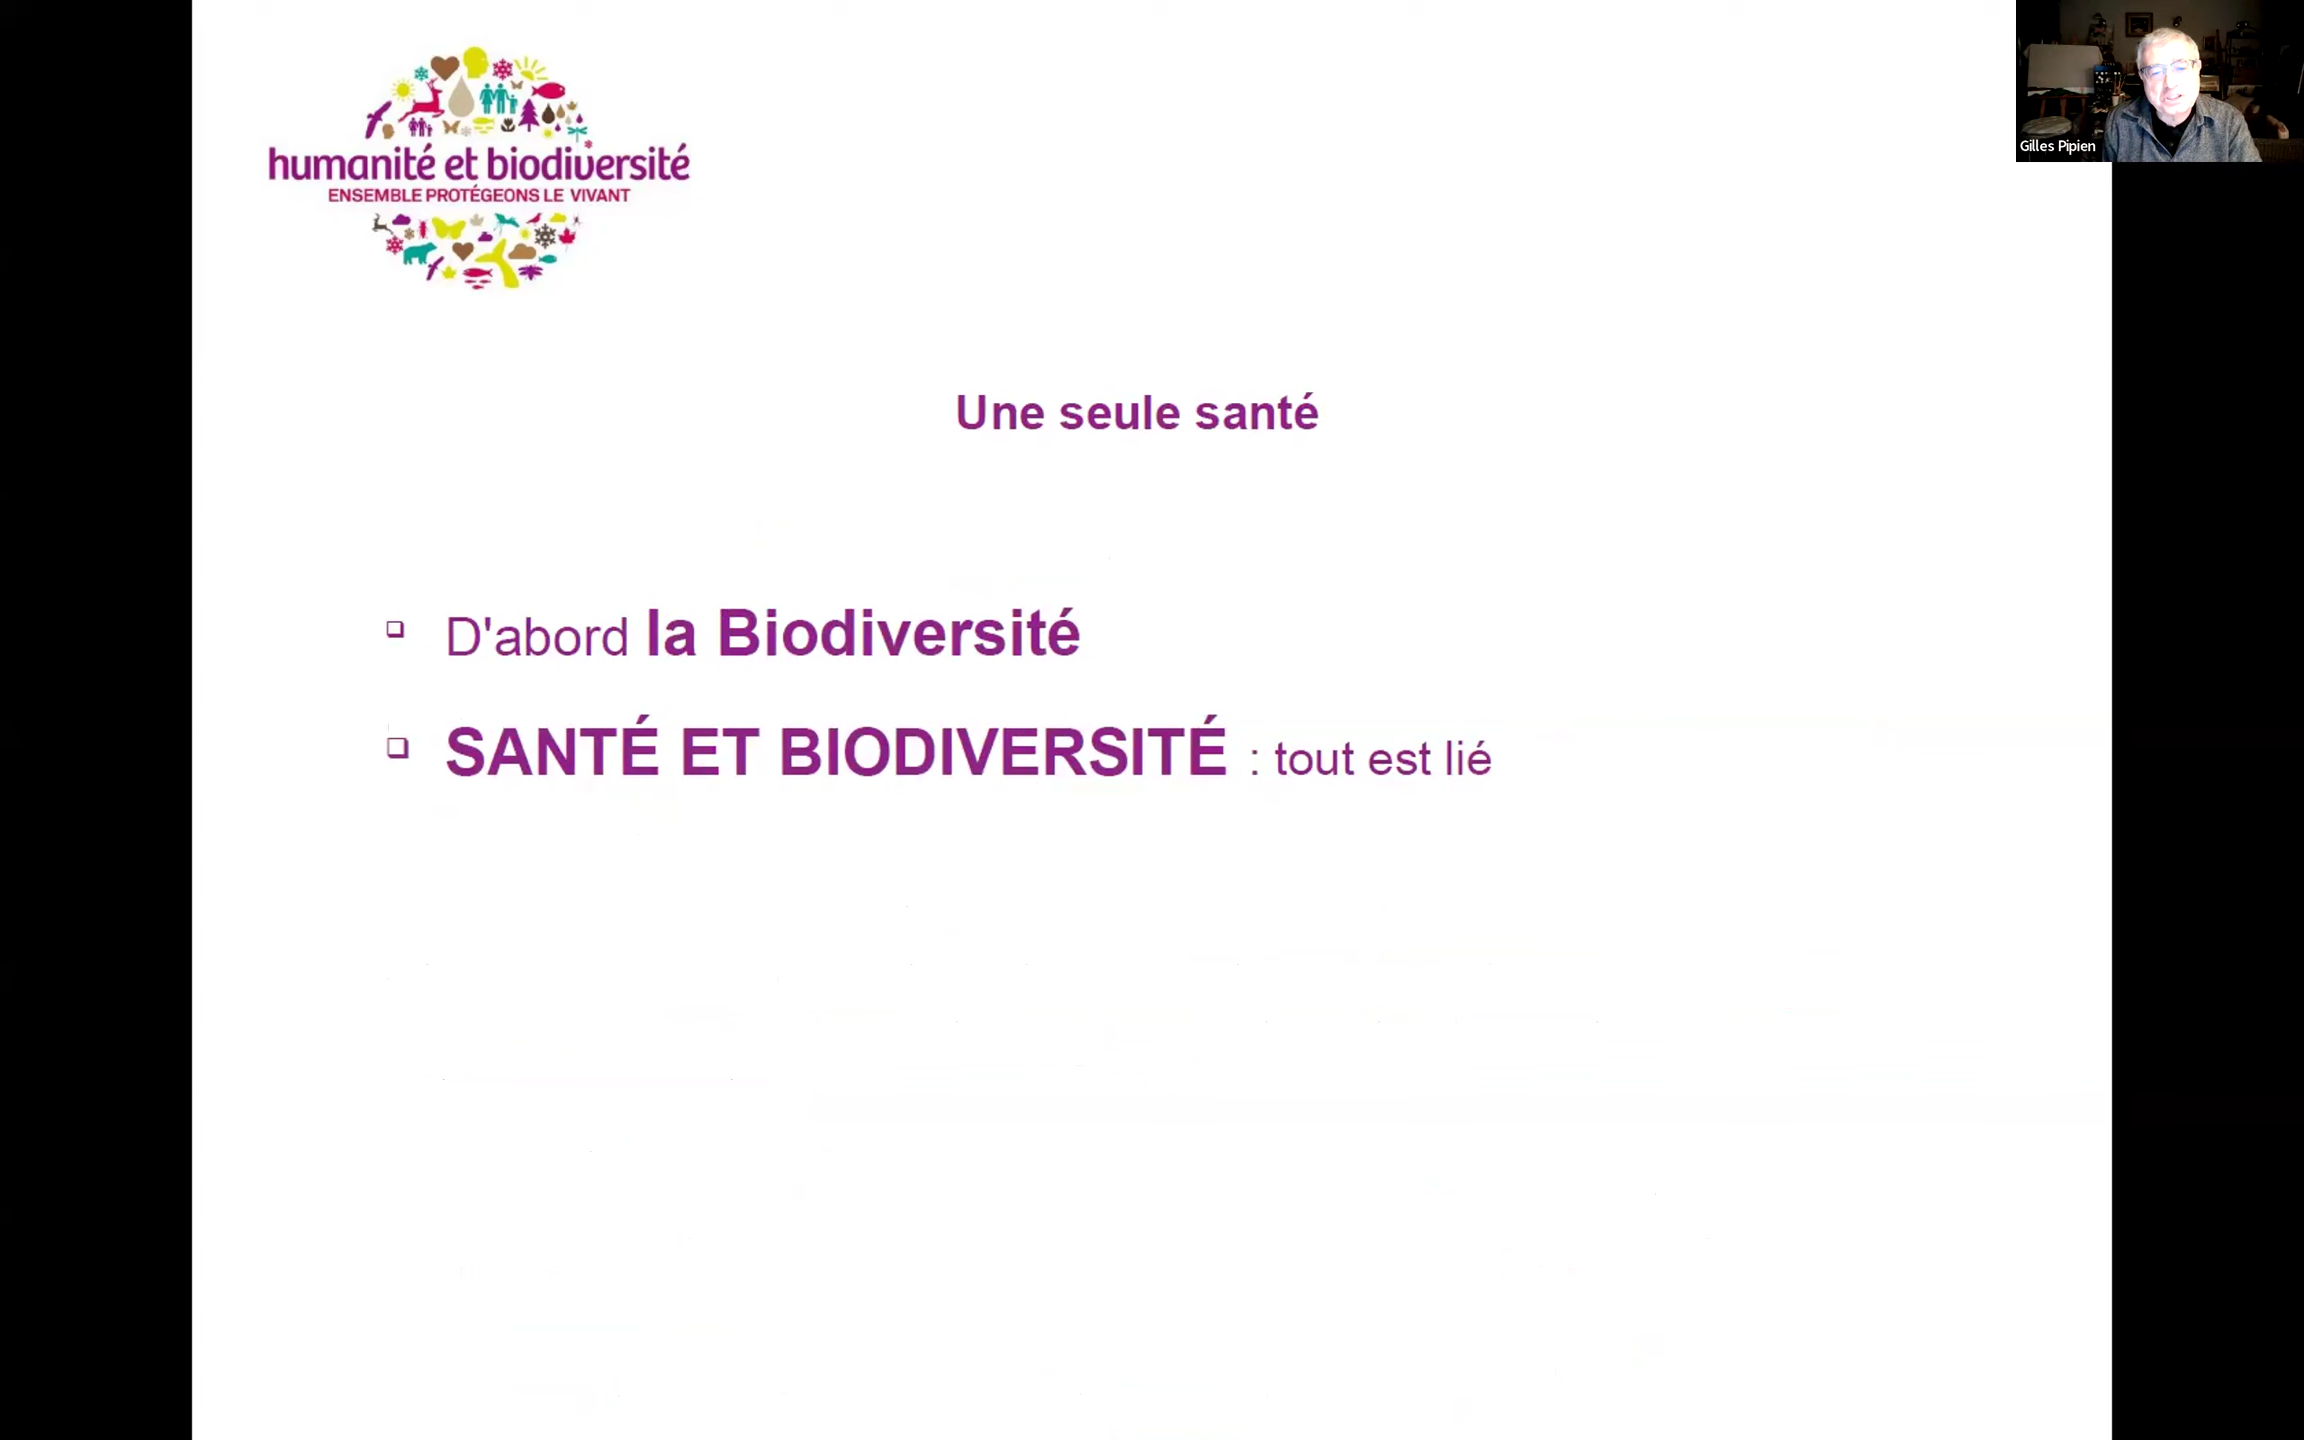 humanité et biodiversité
ENSEMBLE PROTÉGEONS LE VIVANT
Gilles Pipien
Une seule santé
D'abord la Biodiversité
SANTÉ ET BIODIVERSITÉ : tout est lié